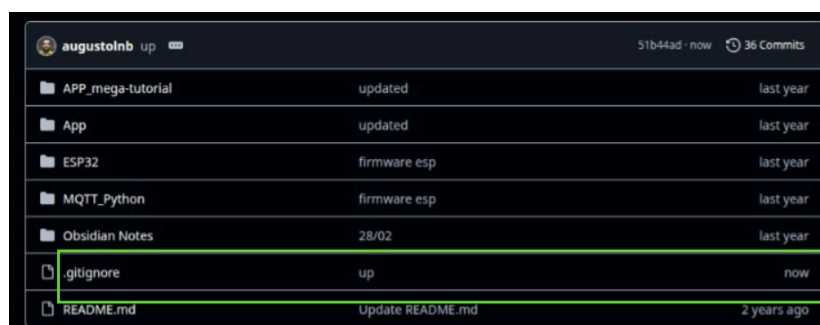 augustolnb up 51b44ad · now 36 Commits
APP_mega-tutorial updated last year
App updated last year
ESP32 firmware esp last year
MQTT_Python firmware esp last year
Obsidian Notes 28/02 last year
.gitignore up now
README.md Update README.md 2 years ago